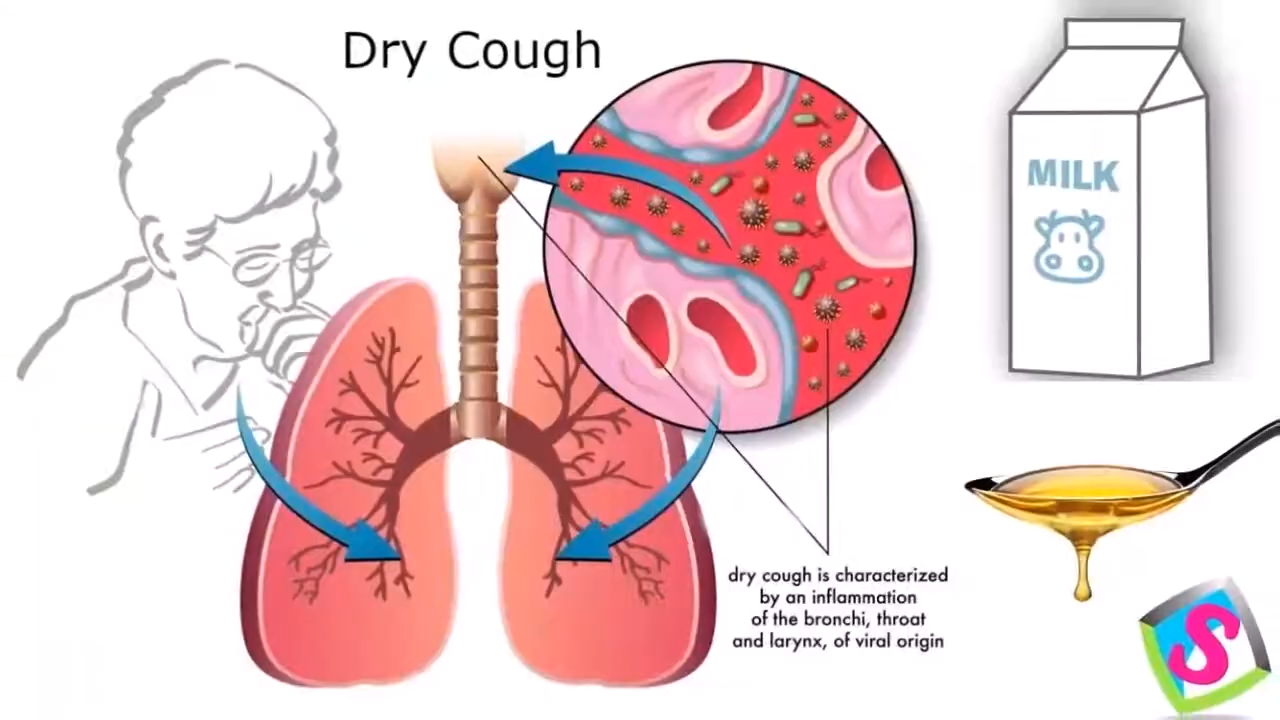 Dry Cough
MILK
dry cough is characterized
by an inflammation
of the bronchi, throat
and larynx, of viral origin
S